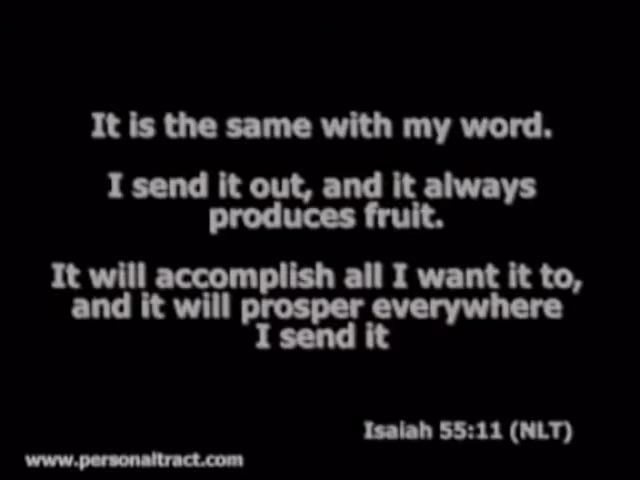 It is the same with my word.
I send it out, and it always
produces fruit.
It will accomplish all I want it to,
and it will prosper everywhere
I send it
Isaiah 55:11 (NLT)
www.personaltract.com